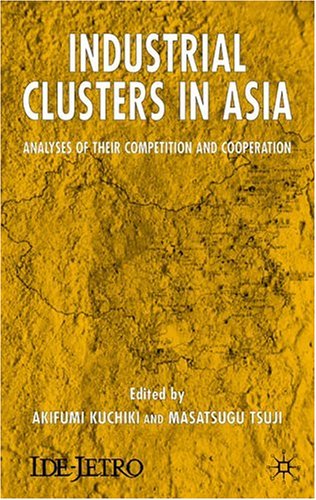 INDUSTRIAL
CLUSTERS IN ASIA
ANALYSES OF THEIR COMPETITION AND COOPERATION
Edited by
AKIFUMI KUCHIKI AND MASATSUGU TSUJI
IDE-JETRO